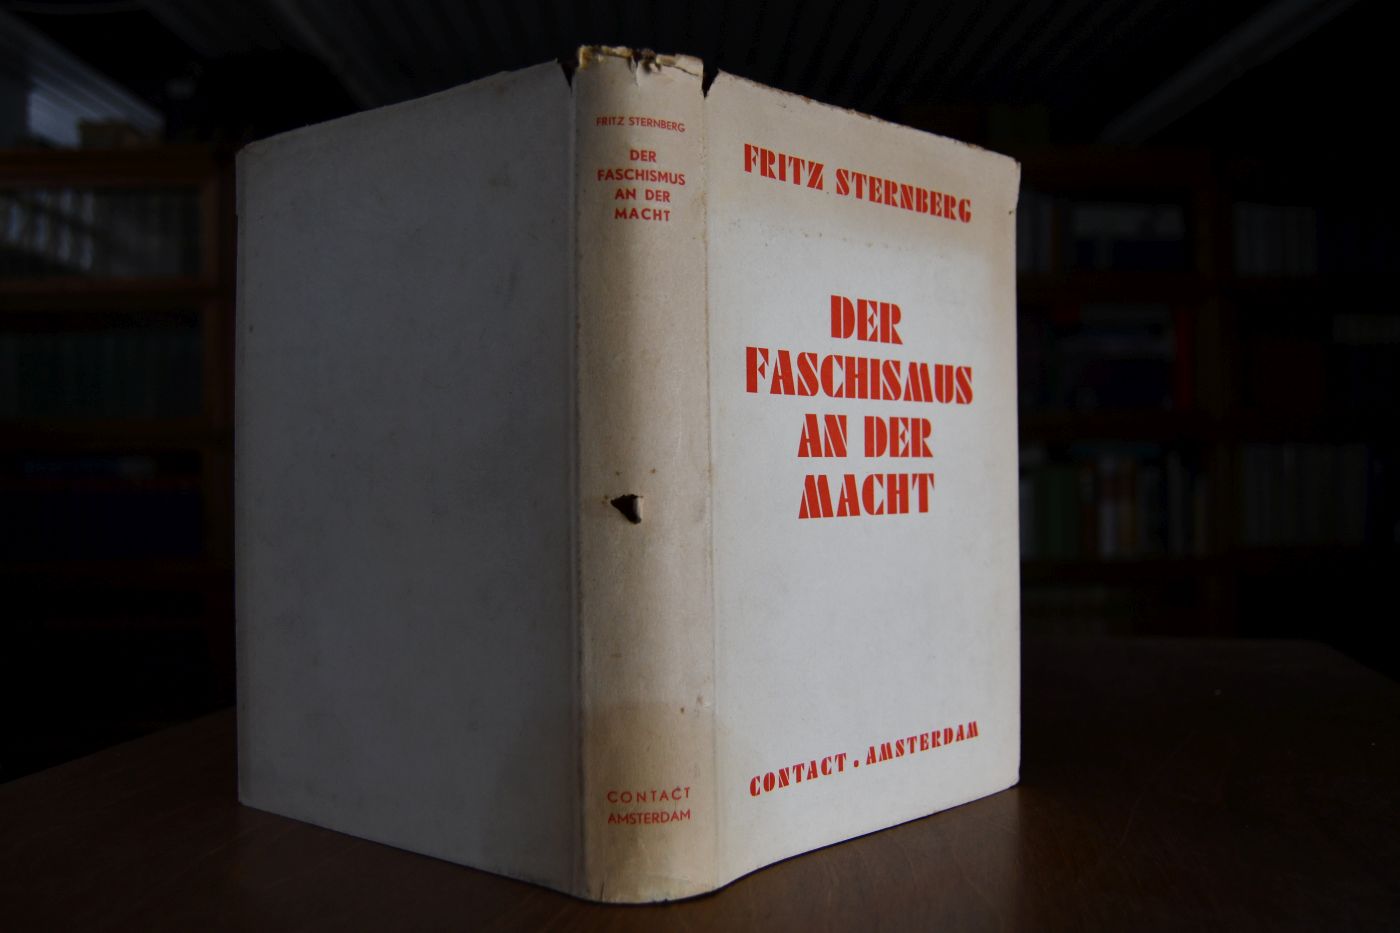 FRITZ STERNBERG
DER
FASCHISMUS
AN DER
MACHT
CONTACT
AMSTERDAM
FRITZ STERNBERG
DER
FASCHISMUS
AN DER
MACHT
CONTACT . AMSTERDAM